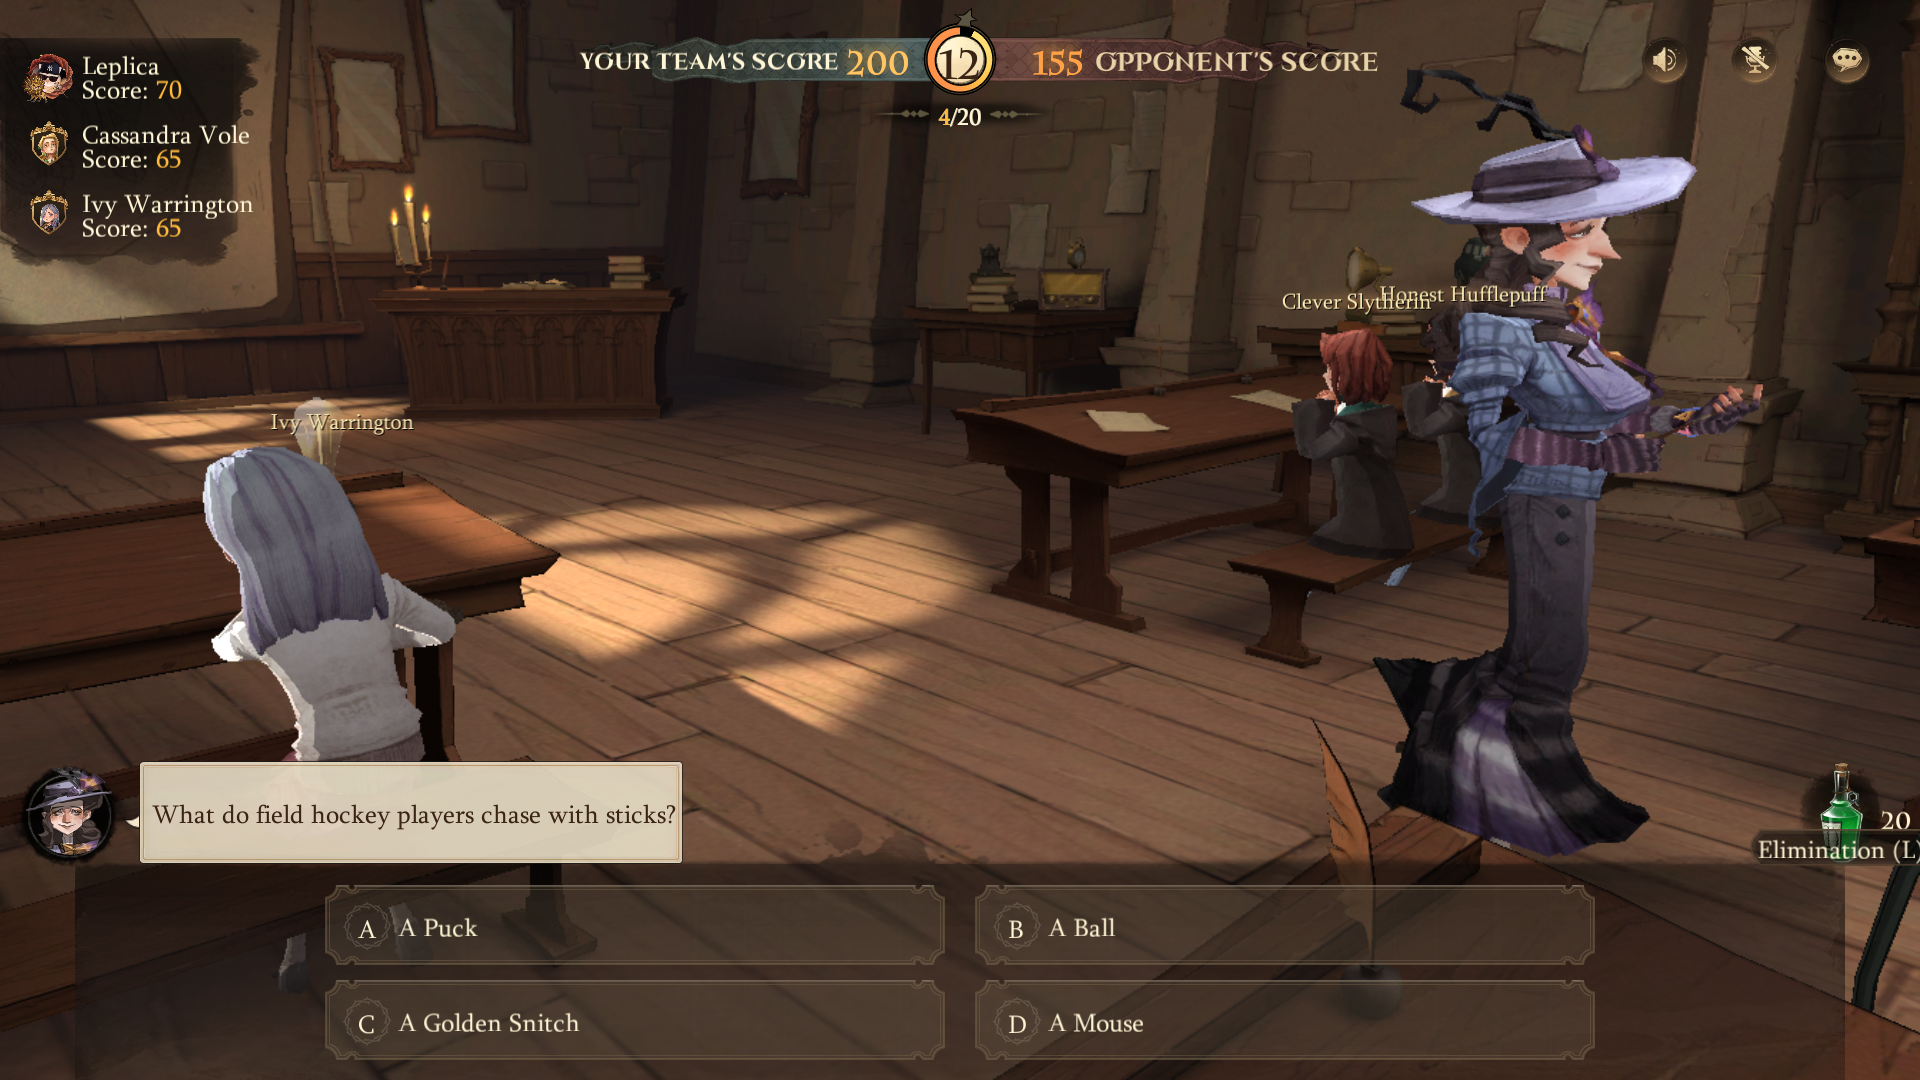 Leplica
Score: 70
Cassandra Vole
Score: 65
Ivy Warrington
Score: 65
YOUR TEAM'S SCORE 200 12 155 OPPONENT'S SCORE
4/20
Clever Slytherin
Honest Hufflepuff
Ivy Warrington
What do field hockey players chase with sticks?
20
Elimination (L)
A A Puck
B A Ball
C A Golden Snitch
D A Mouse